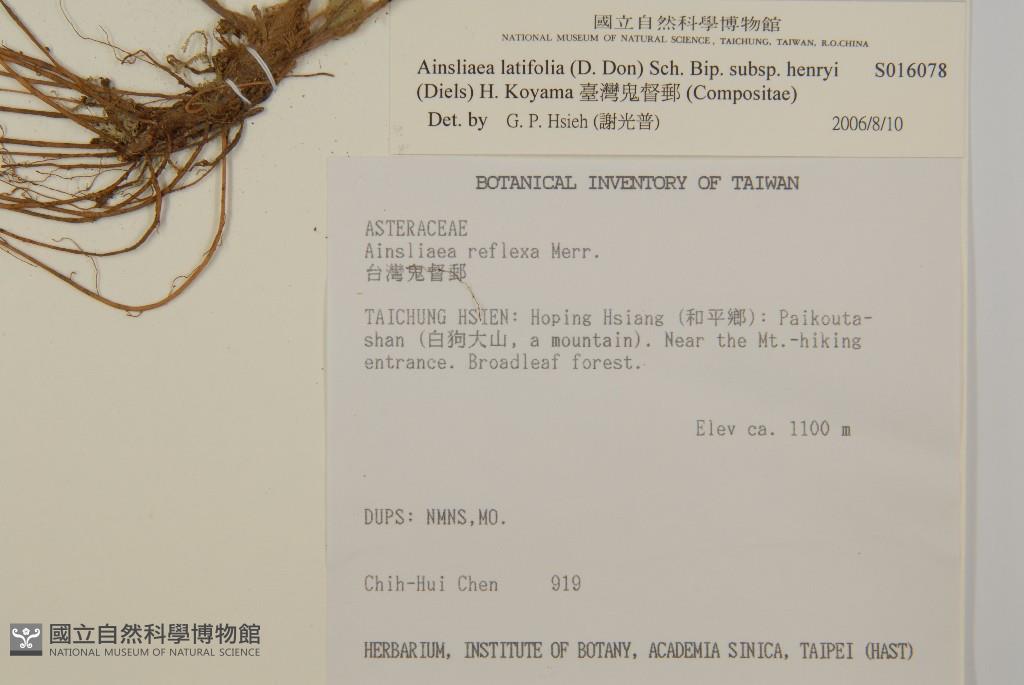 國立自然科學博物館
NATIONAL MUSEUM OF NATURAL SCIENCE, TAICHUNG, TAIWAN, R.O.CHINA
Ainsliaea latifolia (D. Don) Sch. Bip. subsp. henryi S016078
(Diels) H. Koyama 臺灣鬼督郵 (Compositae)
Det. by G. P. Hsieh (謝光普) 2006/8/10
BOTANICAL INVENTORY OF TAIWAN
ASTERACEAE
Ainsliaea reflexa Merr.
台灣鬼督郵
TAICHUNG HSIEN: Hoping Hsiang (和平鄉): Paikouta-
shan (白狗大山, a mountain). Near the Mt.-hiking
entrance. Broadleaf forest.
Elev ca. 1100 m
DUPS: NMNS,MO.
Chih-Hui Chen 919
HERBARIUM, INSTITUTE OF BOTANY, ACADEMIA SINICA, TAIPEI (HAST)
國立自然科學博物館
NATIONAL MUSEUM OF NATURAL SCIENCE